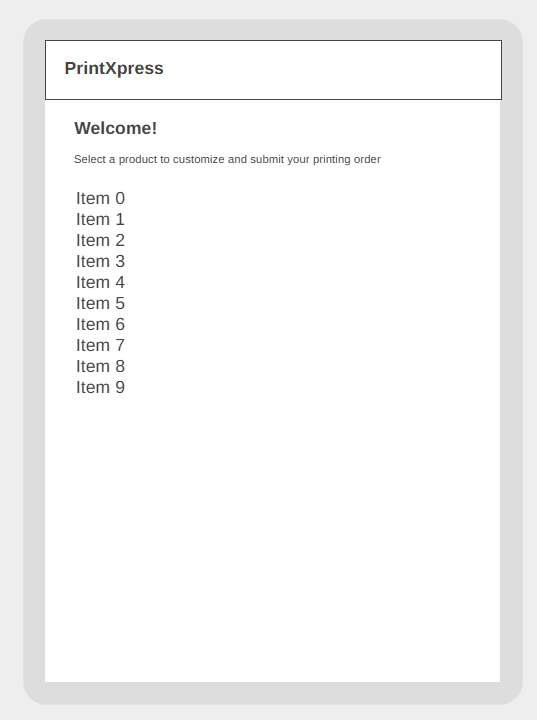 PrintXpress
Welcome!
Select a product to customize and submit your printing order
Item 0
Item 1
Item 2
Item 3
Item 4
Item 5
Item 6
Item 7
Item 8
Item 9